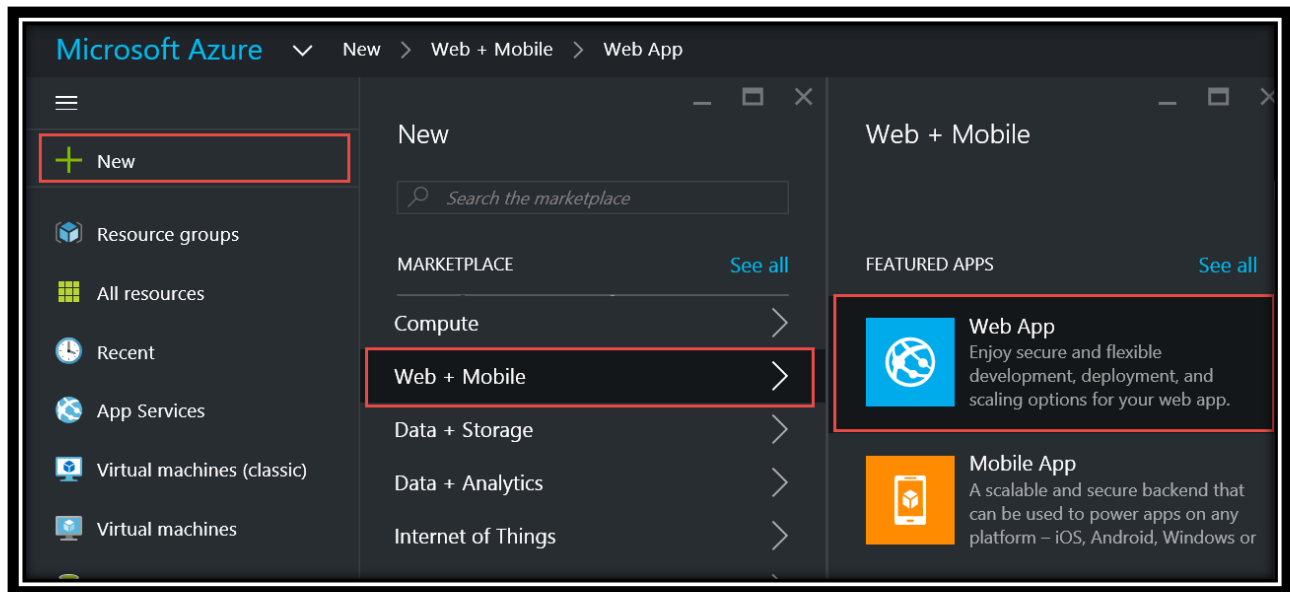 Microsoft Azure New > Web + Mobile > Web App
New
Resource groups
All resources
Recent
App Services
Virtual machines (classic)
Virtual machines
New
Search the marketplace
MARKETPLACE See all
Compute
Web + Mobile
Data + Storage
Data + Analytics
Internet of Things
Web + Mobile
FEATURED APPS See all
Web App
Enjoy secure and flexible
development, deployment, and
scaling options for your web app.
Mobile App
A scalable and secure backend that
can be used to power apps on any
platform – iOS, Android, Windows or